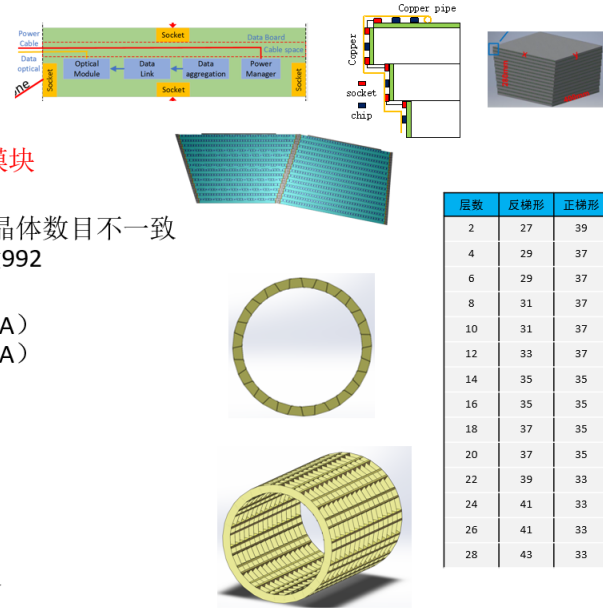 Copper pipe
Power
Cable
Data
optical
Socket
Data Board
Cable space
Optical
Module
Data
Link
Data
aggregation
Power
Manager
Socket
Socket
Socket
Copper
socket
chip
模块
晶体数目不一致
992
A）
A）
层数 反梯形 正梯形
2 27 39
4 29 37
6 29 37
8 31 37
10 31 37
12 33 37
14 35 35
16 35 35
18 37 35
20 37 35
22 39 33
24 41 33
26 41 33
28 43 33